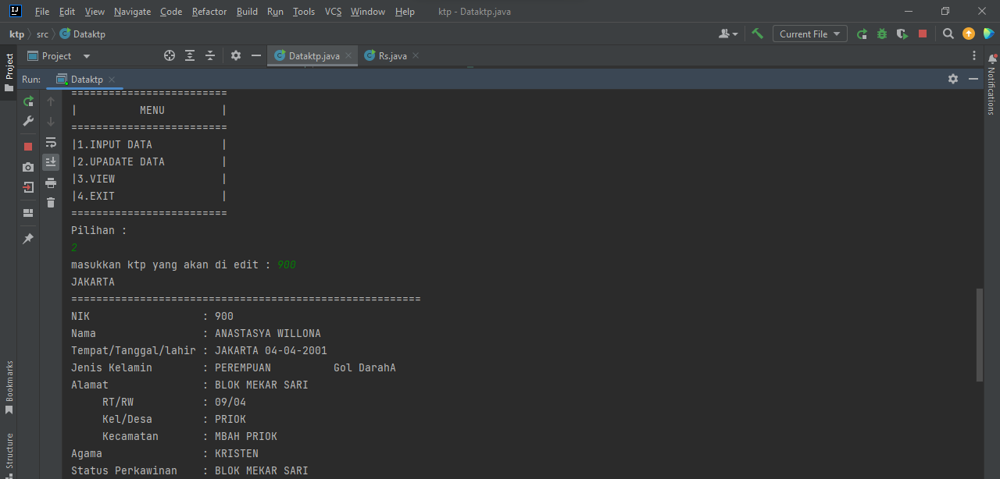 File Edit View Navigate Code Refactor Build Run Tools VCS Window Help ktp - Dataktp.java
ktp src Dataktp Current File
Project Dataktp.java Rs.java
Run: Dataktp
=========================
| MENU |
=========================
|1.INPUT DATA |
|2.UPADATE DATA |
|3.VIEW |
|4.EXIT |
=========================
Pilihan :
2
masukkan ktp yang akan di edit : 900
JAKARTA
========================================================
NIK : 900
Nama : ANASTASYA WILLONA
Tempat/Tanggal/lahir : JAKARTA 04-04-2001
Jenis Kelamin : PEREMPUAN Gol DarahA
Alamat : BLOK MEKAR SARI
RT/RW : 09/04
Kel/Desa : PRIOK
Kecamatan : MBAH PRIOK
Agama : KRISTEN
Status Perkawinan : BLOK MEKAR SARI
Project
Bookmarks
Structure
Notifications